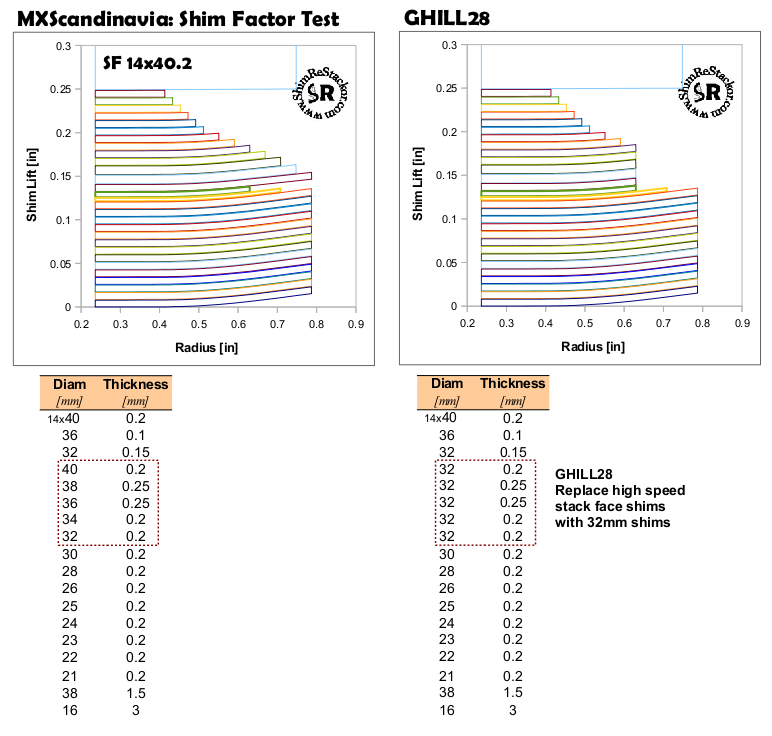 MXScandinavia: Shim Factor Test
SF 14x40.2
Shim Lift [in]
0.3
0.25
0.2
0.15
0.1
0.05
0
0.2 0.3 0.4 0.5 0.6 0.7 0.8 0.9
Radius [in]
www.ShimReStackor.com
SR
GHILL28
Shim Lift [in]
0.3
0.25
0.2
0.15
0.1
0.05
0
0.2 0.3 0.4 0.5 0.6 0.7 0.8 0.9
Radius [in]
www.ShimReStackor.com
SR
Diam Thickness
[mm] [mm]
14x40 0.2
36 0.1
32 0.15
40 0.2
38 0.25
36 0.25
34 0.2
32 0.2
30 0.2
28 0.2
26 0.2
25 0.2
24 0.2
23 0.2
22 0.2
21 0.2
38 1.5
16 3
Diam Thickness
[mm] [mm]
14x40 0.2
36 0.1
32 0.15
32 0.2
32 0.25
32 0.25
32 0.2
32 0.2
30 0.2
28 0.2
26 0.2
25 0.2
24 0.2
23 0.2
22 0.2
21 0.2
38 1.5
16 3
GHILL28
Replace high speed
stack face shims
with 32mm shims